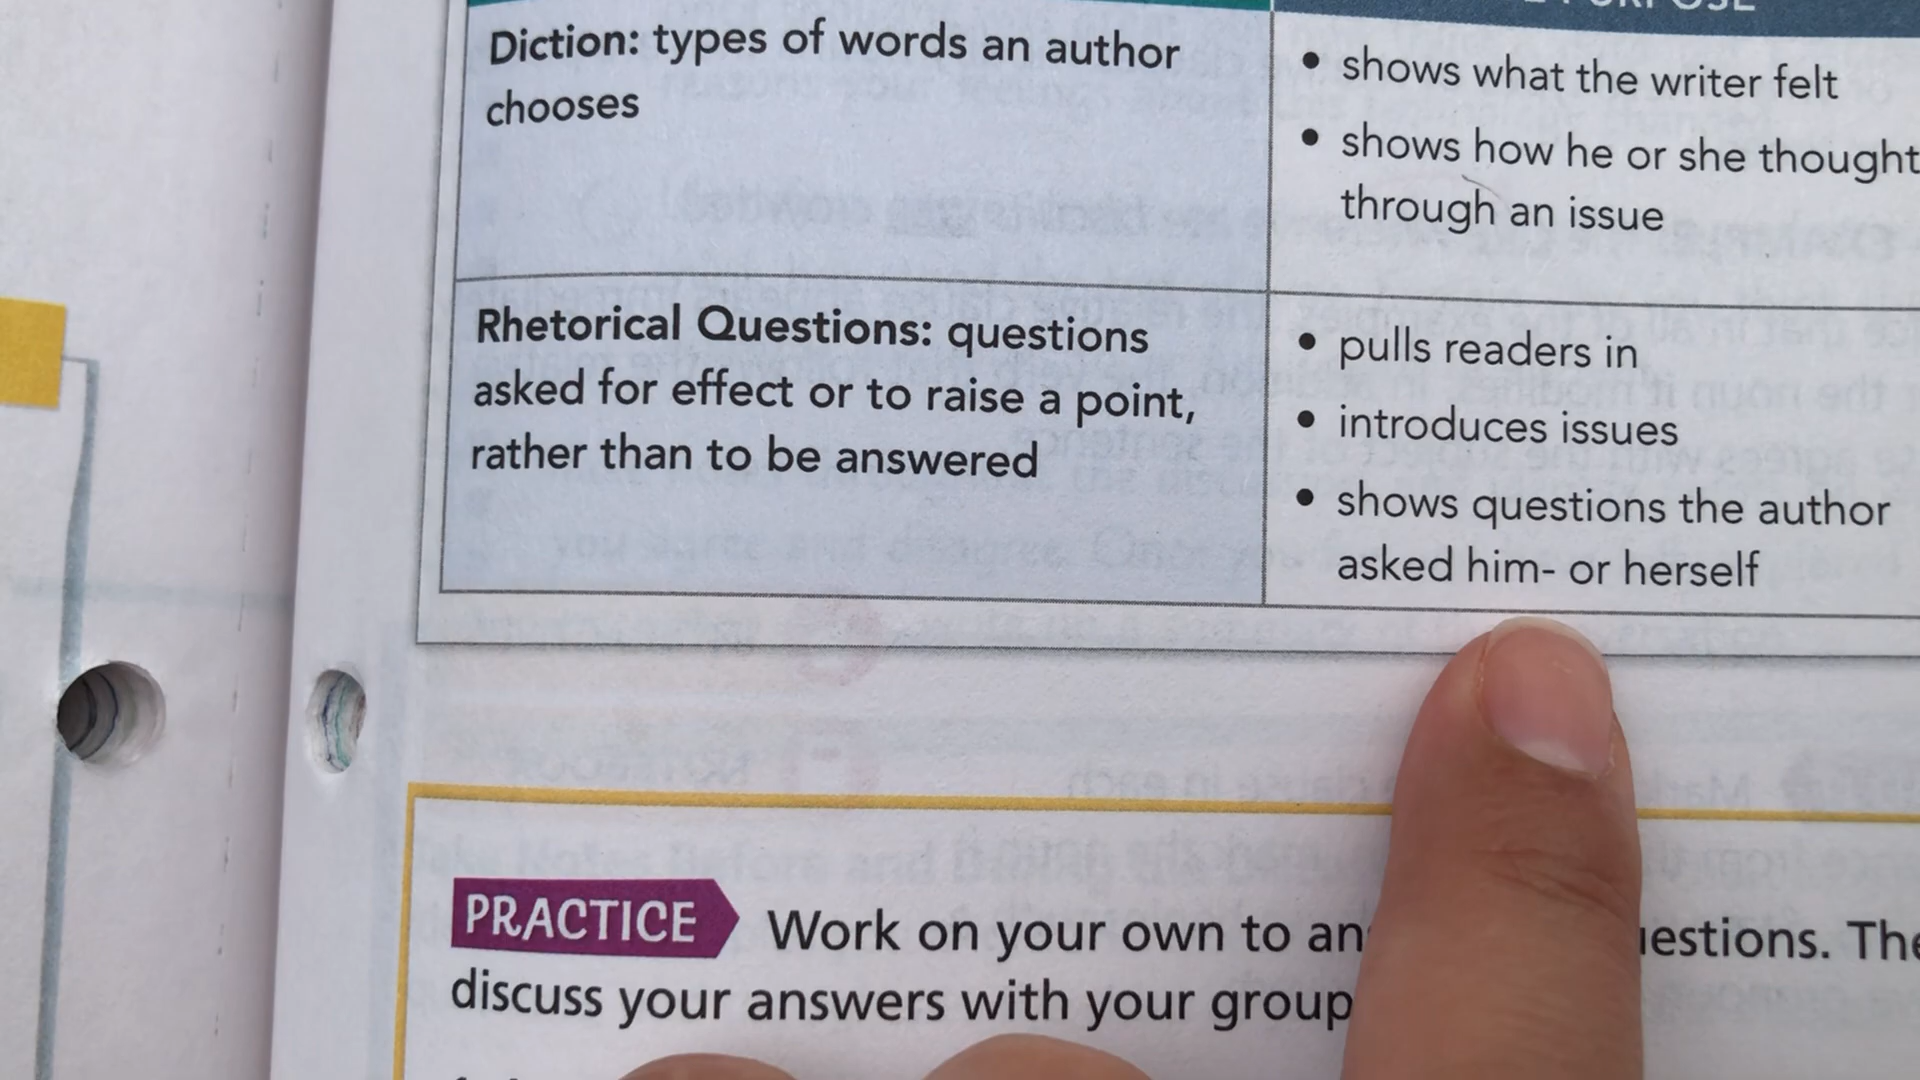 Diction: types of words an author
chooses
• shows what the writer felt
• shows how he or she thought
through an issue
Rhetorical Questions: questions
asked for effect or to raise a point,
rather than to be answered
• pulls readers in
• introduces issues
• shows questions the author
asked him- or herself
PRACTICE Work on your own to
discuss your answers with your group